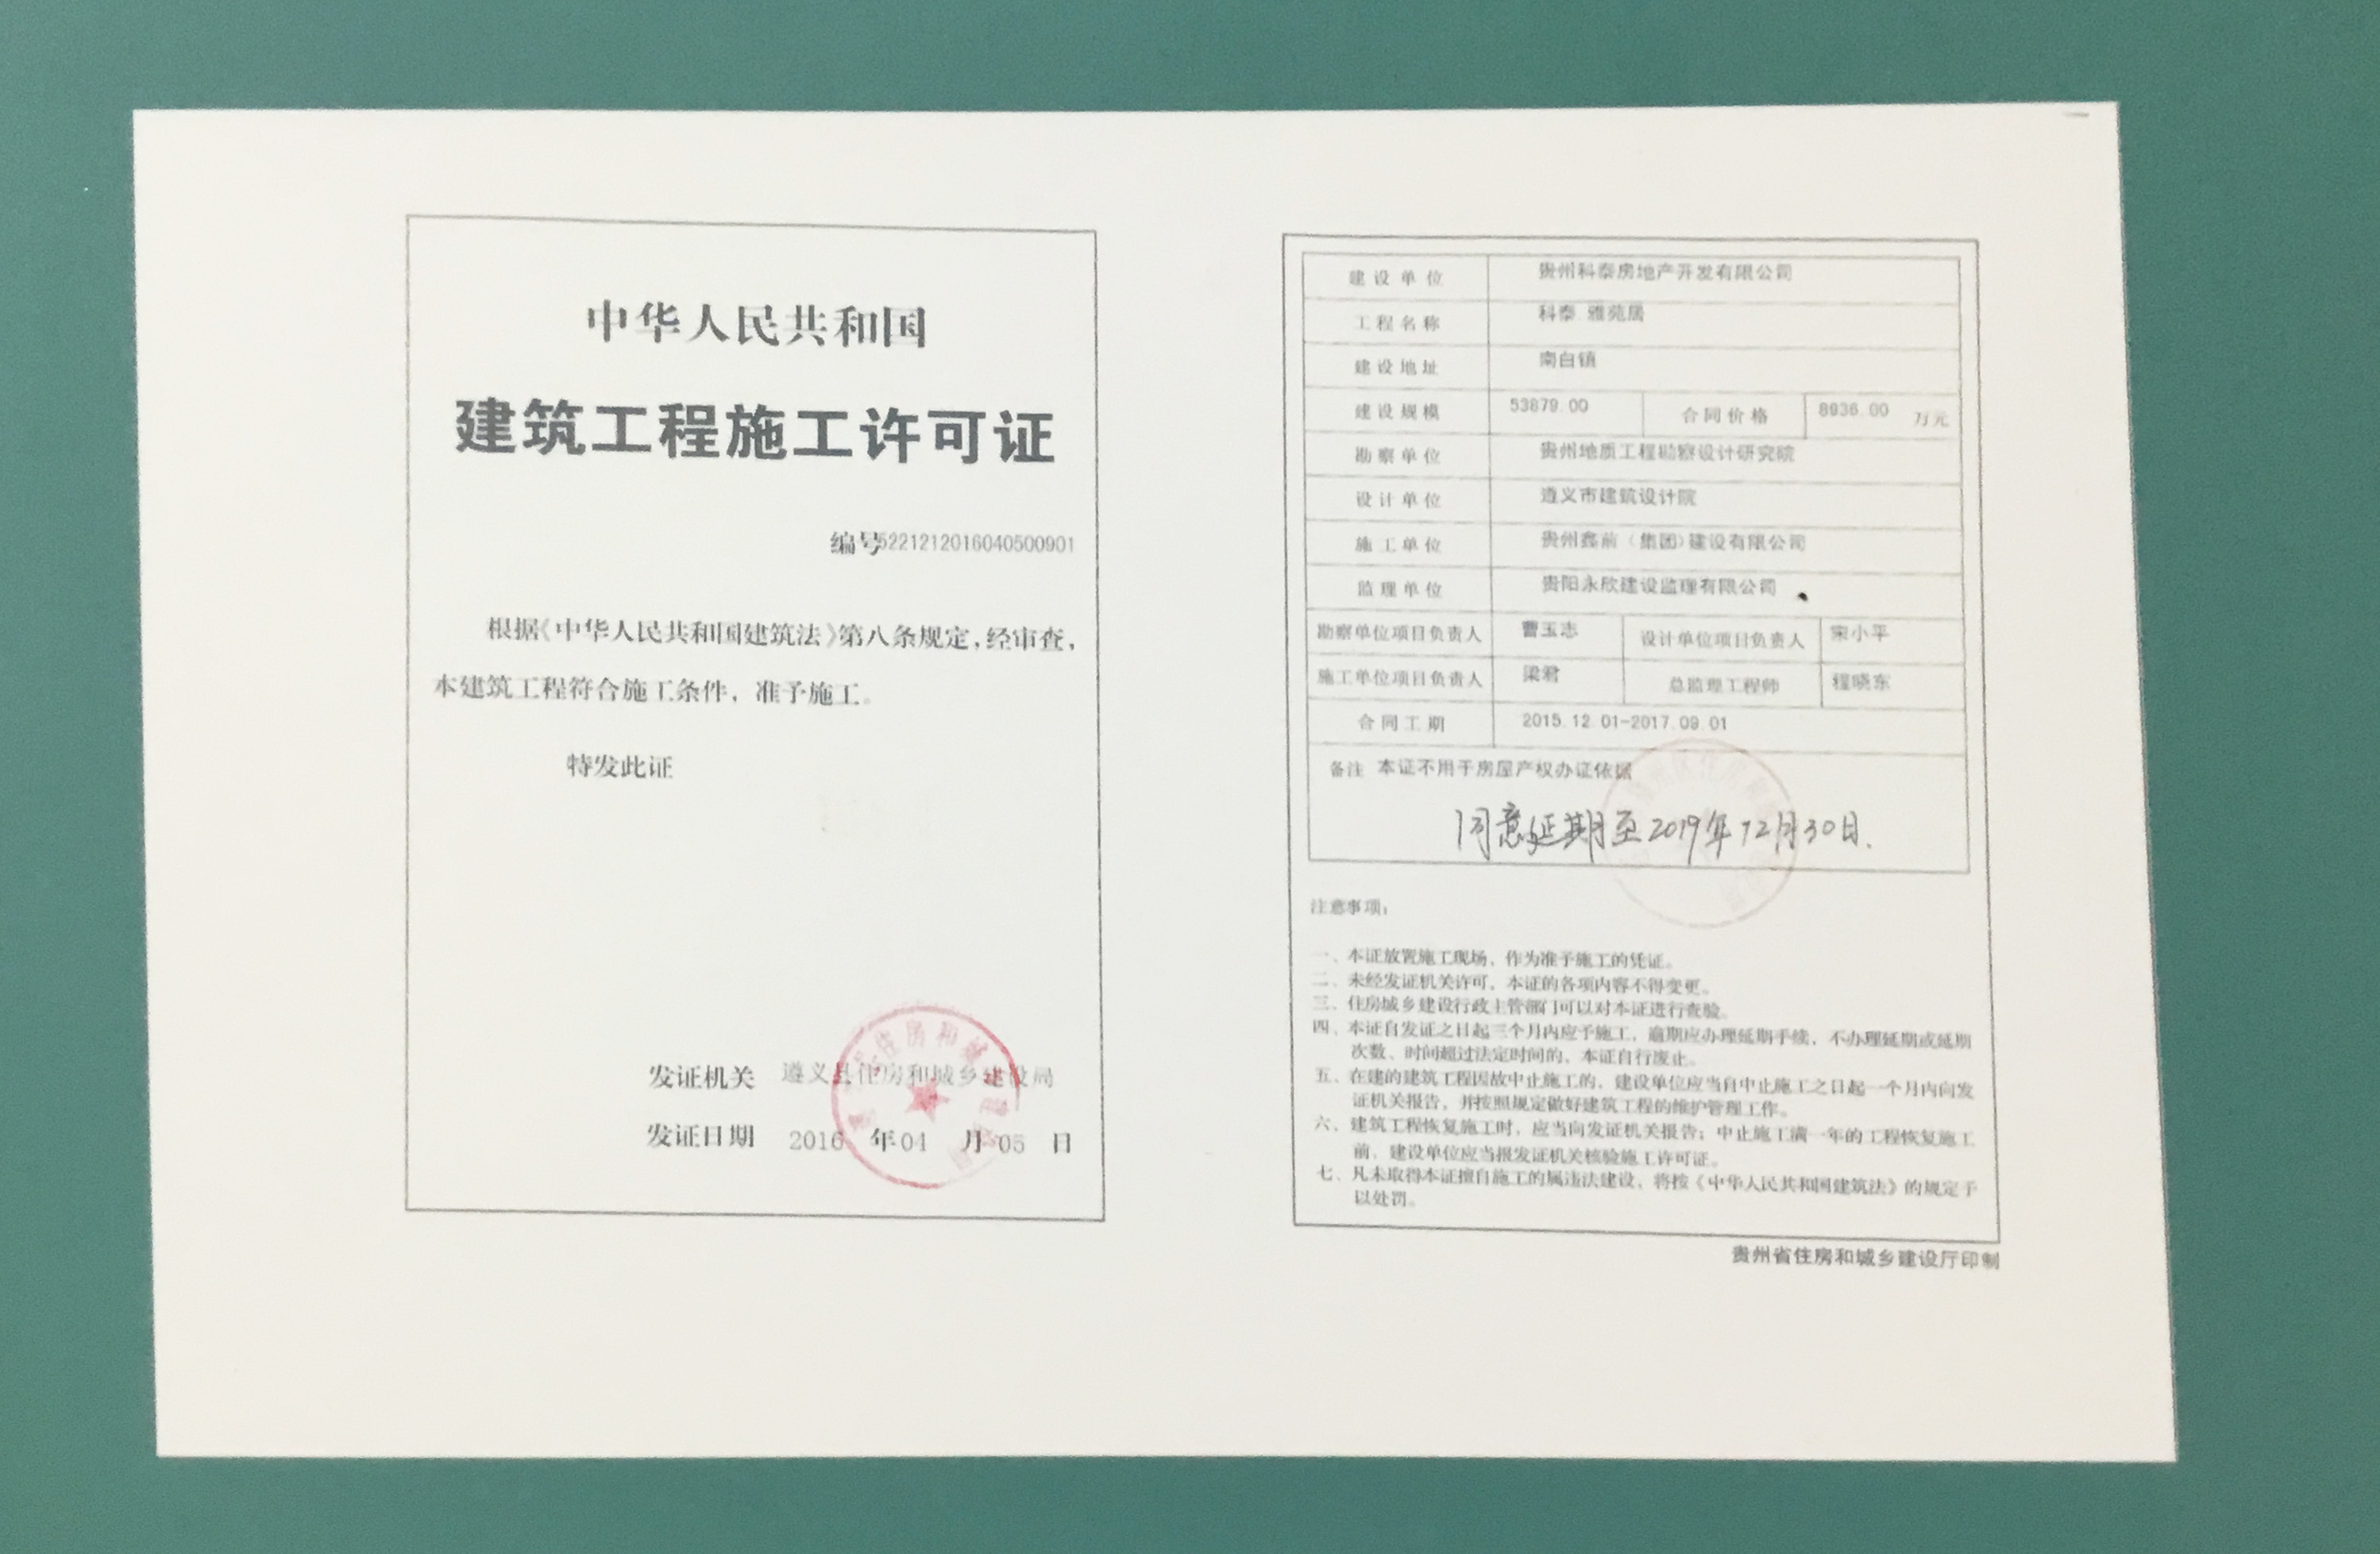 中华人民共和国
建筑工程施工许可证
编号5221212016040500901
根据《中华人民共和国建筑法》第八条规定,经审查,
本建筑工程符合施工条件，准予施工。
特发此证
发证机关 遵义县住房和城乡建设局
发证日期 2016 年04 月05 日
建设单位 贵州科泰房地产开发有限公司
工程名称 科泰 雅苑居
建设地址 南白镇
建设规模 53879.00 合同价格 8936.00 万元
勘察单位 贵州地质工程勘察设计研究院
设计单位 遵义市建筑设计院
施工单位 贵州鑫前（集团）建设有限公司
监理单位 贵阳永欣建设监理有限公司
勘察单位项目负责人 曹玉志 设计单位项目负责人 宋小平
施工单位项目负责人 梁君 总监理工程师 程晓东
合同工期 2015.12.01-2017.09.01
备注 本证不用于房屋产权办证依据
同意延期至2019年12月30日.
注意事项：
一、本证放置施工现场，作为准予施工的凭证。
二、未经发证机关许可，本证的各项内容不得变更。
三、住房城乡建设行政主管部门可以对本证进行查验。
四、本证自发证之日起三个月内应予施工，逾期应办理延期手续，不办理延期或延期
次数、时间超过法定时间的，本证自行废止。
五、在建的建筑工程因故中止施工的，建设单位应当自中止施工之日起一个月内向发
证机关报告，并按照规定做好建筑工程的维护管理工作。
六、建筑工程恢复施工时，应当向发证机关报告；中止施工满一年的工程恢复施工
前，建设单位应当报发证机关核验施工许可证。
七、凡未取得本证擅自施工的属违法建设，将按《中华人民共和国建筑法》的规定予
以处罚。
贵州省住房和城乡建设厅印制